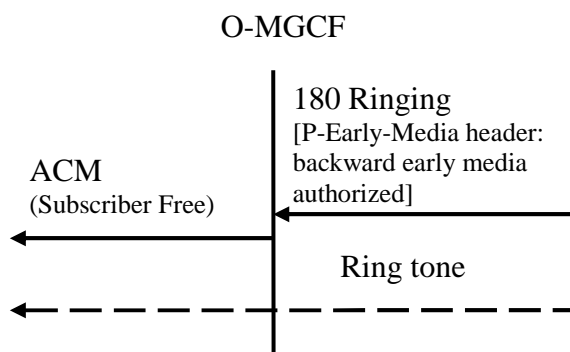 O-MGCF
180 Ringing
[P-Early-Media header:
backward early media
authorized]
ACM
(Subscriber Free)
Ring tone